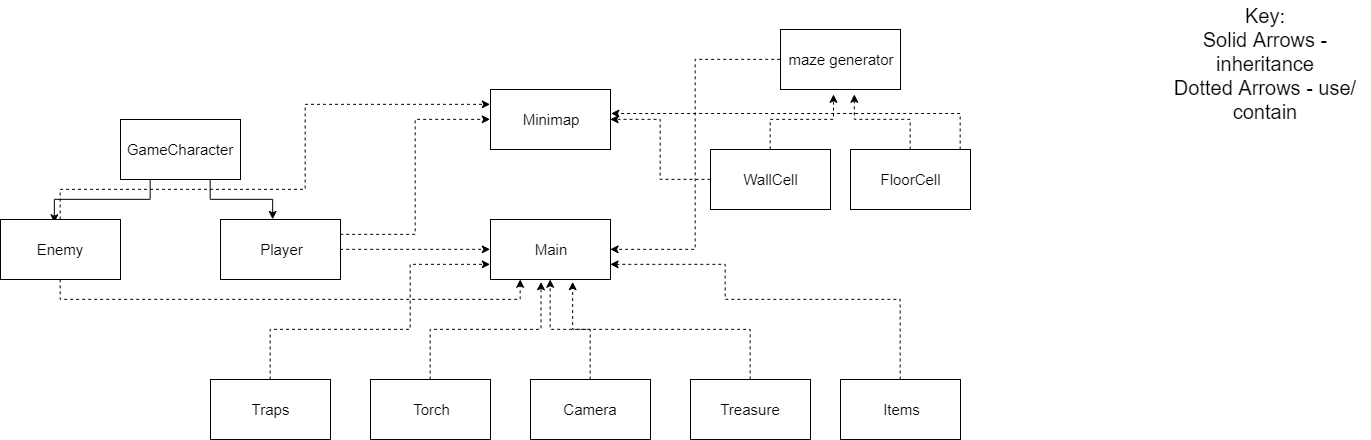 Key:
Solid Arrows -
inheritance
Dotted Arrows - use/
contain
maze generator
Minimap
GameCharacter
WallCell
FloorCell
Enemy
Player
Main
Traps
Torch
Camera
Treasure
Items